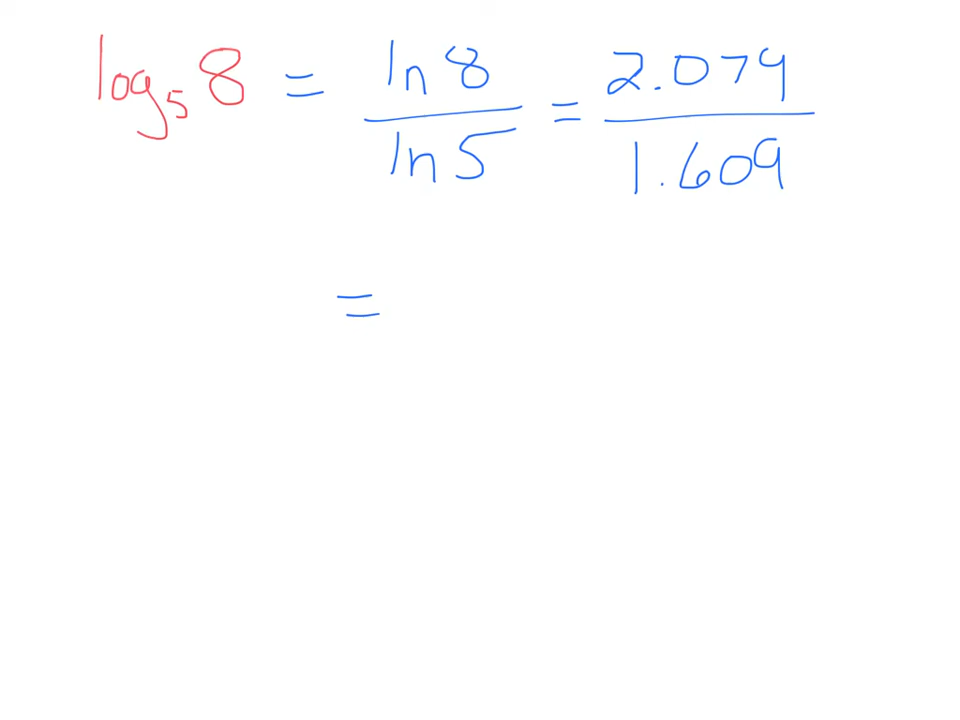 log₅ 8 = ln 8 / ln 5 = 2.079 / 1.609
=